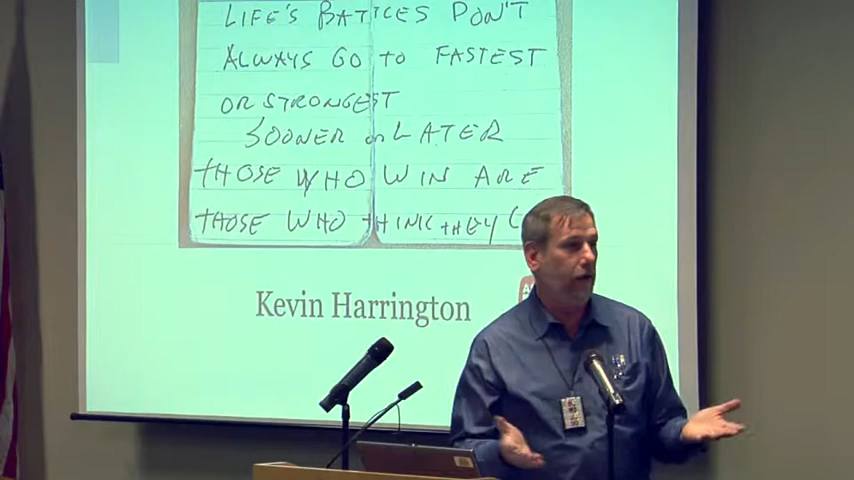 LIFE'S BATTLES DON'T
ALWAYS GO TO FASTEST
OR STRONGEST
SOONER OR LATER
THOSE WHO WIN ARE
THOSE WHO THINK THEY
Kevin Harrington